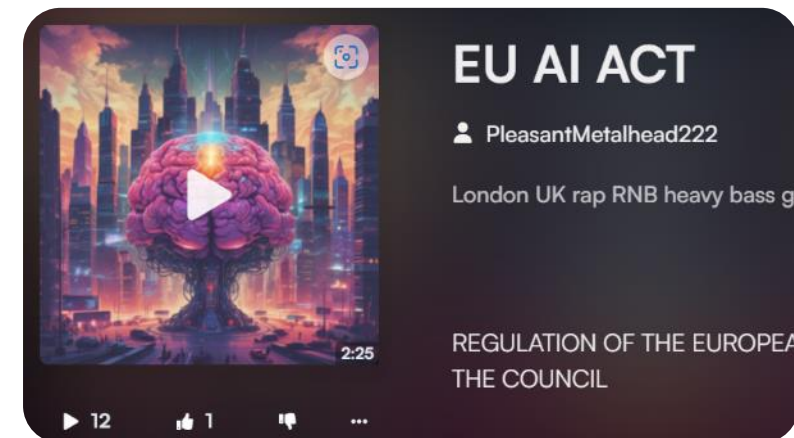 EU AI ACT
PleasantMetalhead222
London UK rap RNB heavy bass g
REGULATION OF THE EUROPEA
THE COUNCIL
2:25
12
1
...